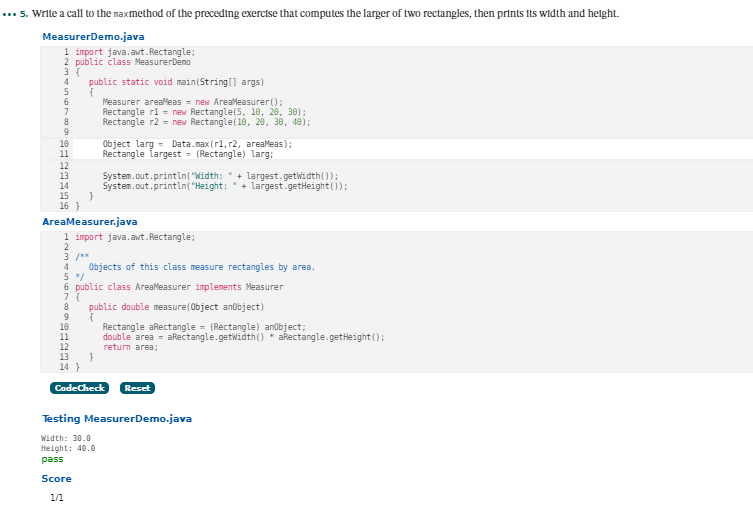 ••• 5. Write a call to the max method of the preceding exercise that computes the larger of two rectangles, then prints its width and height.
MeasurerDemo.java
1 import java.awt.Rectangle;
2 public class MeasurerDemo
3 {
4    public static void main(String[] args)
5    {
6       Measurer areaMeas = new AreaMeasurer();
7       Rectangle r1 = new Rectangle(5, 10, 20, 30);
8       Rectangle r2 = new Rectangle(10, 20, 30, 40);
9
10       Object larg =  Data.max(r1,r2, areaMeas);
11       Rectangle largest = (Rectangle) larg;
12
13       System.out.println("Width: " + largest.getWidth());
14       System.out.println("Height: " + largest.getHeight());
15    }
16 }
AreaMeasurer.java
1 import java.awt.Rectangle;
2
3 /**
4    Objects of this class measure rectangles by area.
5 */
6 public class AreaMeasurer implements Measurer
7 {
8    public double measure(Object anObject)
9    {
10       Rectangle aRectangle = (Rectangle) anObject;
11       double area = aRectangle.getWidth() * aRectangle.getHeight();
12       return area;
13    }
14 }
CodeCheck Reset
Testing MeasurerDemo.java
Width: 30.0
Height: 40.0
pass
Score
1/1